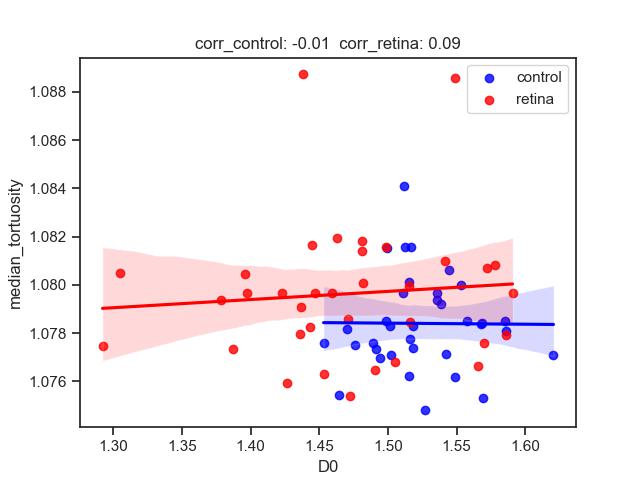 corr_control: -0.01  corr_retina: 0.09
control
retina
median_tortuosity
1.088
1.086
1.084
1.082
1.080
1.078
1.076
1.30 1.35 1.40 1.45 1.50 1.55 1.60
D0